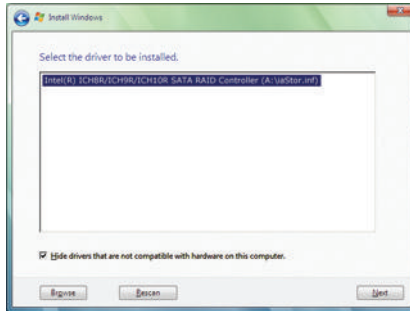 Install Windows
Select the driver to be installed.
Intel(R) ICH8R/ICH9R/ICH10R SATA RAID Controller (A:\iaStor.inf)
Hide drivers that are not compatible with hardware on this computer.
Browse
Rescan
Next